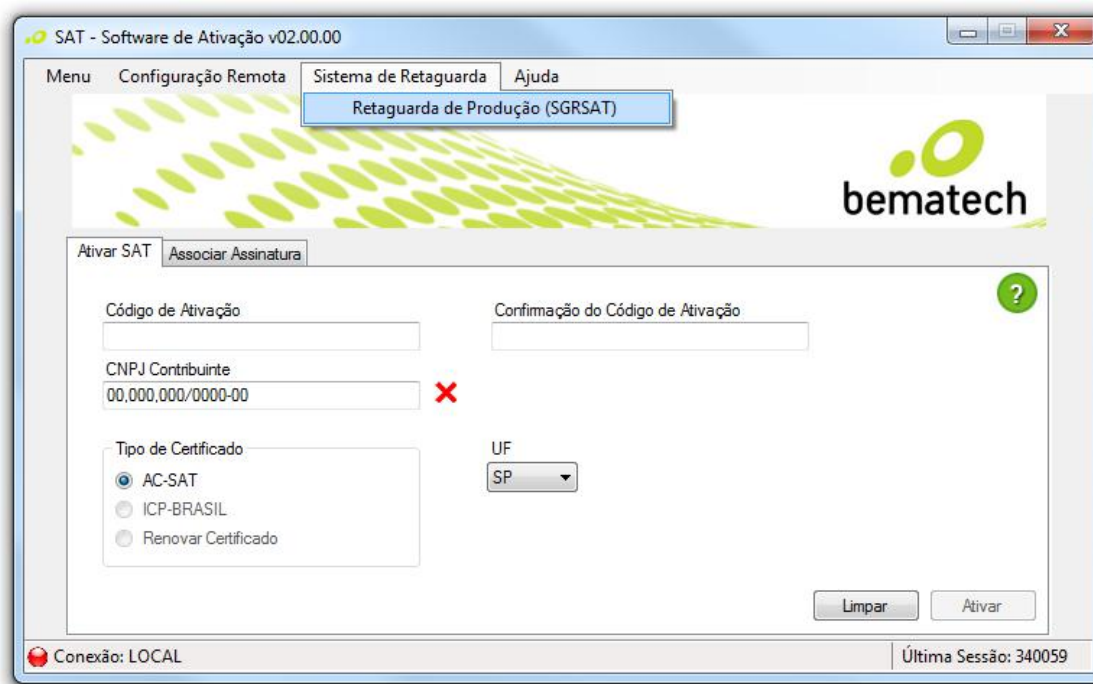 SAT - Software de Ativação v02.00.00
Menu Configuração Remota Sistema de Retaguarda Ajuda
Retaguarda de Produção (SGRSAT)
bematech
Ativar SAT Associar Assinatura
?
Código de Ativação Confirmação do Código de Ativação
CNPJ Contribuinte
00,000,000/0000-00
Tipo de Certificado UF
AC-SAT SP
ICP-BRASIL
Renovar Certificado
Limpar Ativar
Conexão: LOCAL Última Sessão: 340059